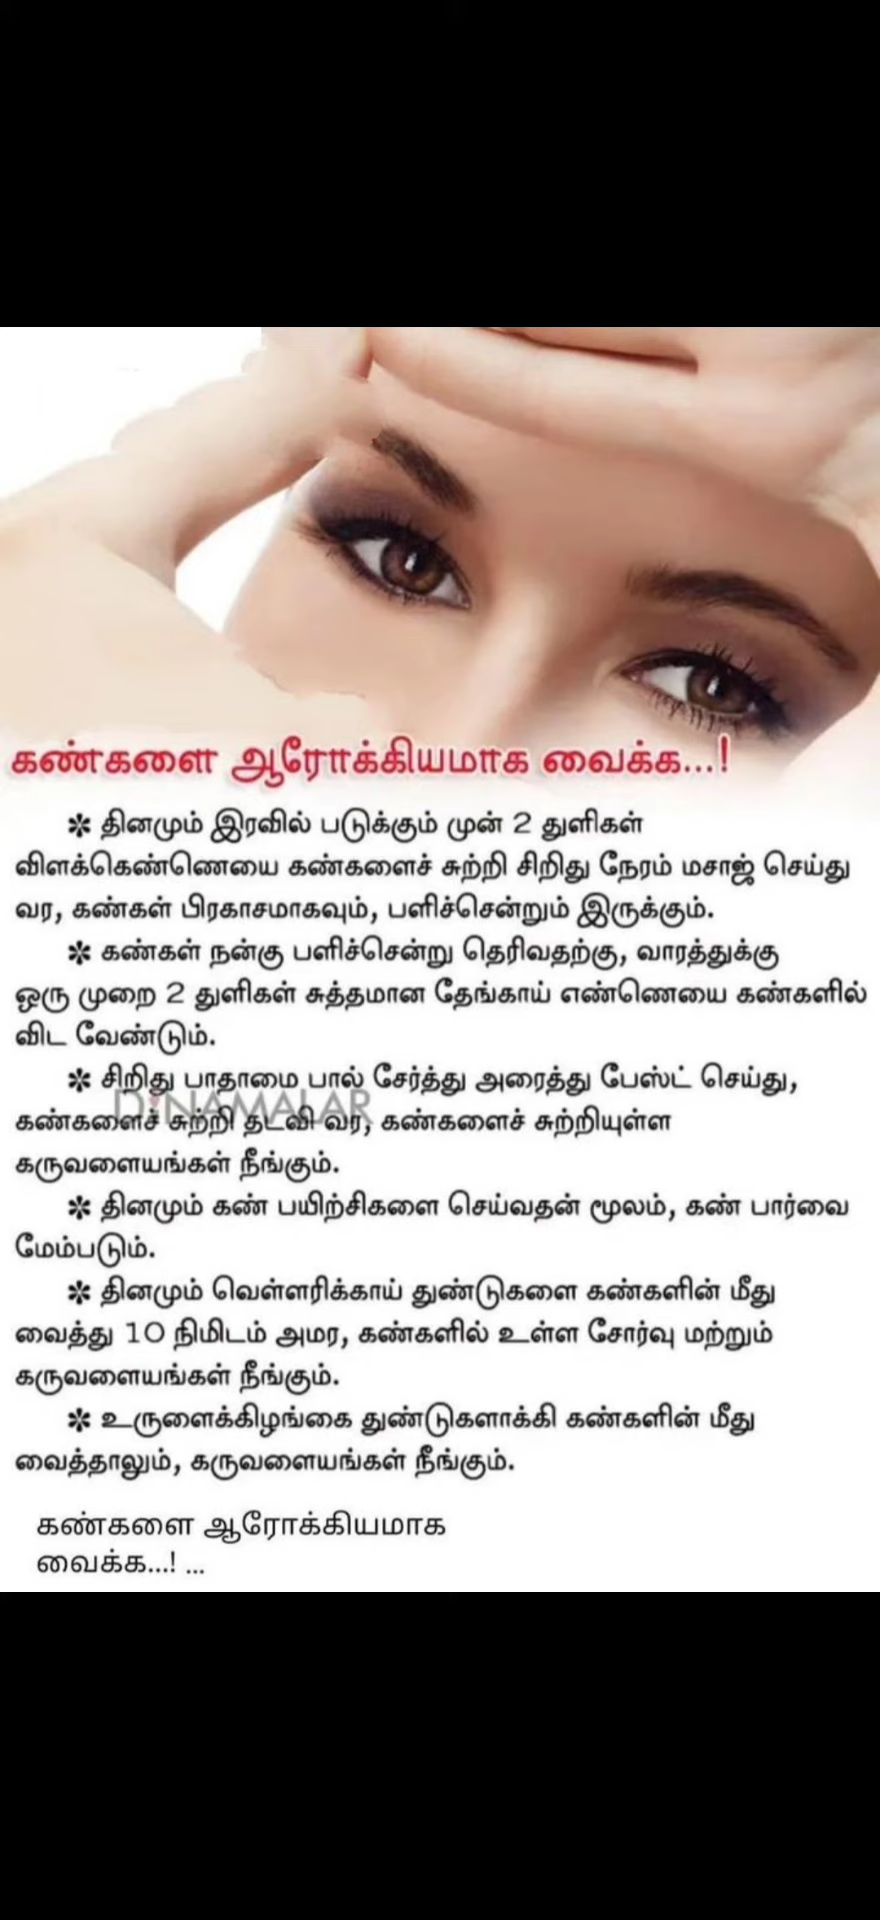 கண்களை ஆரோக்கியமாக வைக்க...!
✻ தினமும் இரவில் படுக்கும் முன் 2 துளிகள்
விளக்கெண்ணெயை கண்களைச் சுற்றி சிறிது நேரம் மசாஜ் செய்து
வர, கண்கள் பிரகாசமாகவும், பளிச்சென்றும் இருக்கும்.
✻ கண்கள் நன்கு பளிச்சென்று தெரிவதற்கு, வாரத்துக்கு
ஒரு முறை 2 துளிகள் சுத்தமான தேங்காய் எண்ணெயை கண்களில்
விட வேண்டும்.
✻ சிறிது பாதாமை பால் சேர்த்து அரைத்து பேஸ்ட் செய்து,
DINAMALAR
கண்களைச் சுற்றி தடவி வர, கண்களைச் சுற்றியுள்ள
கருவளையங்கள் நீங்கும்.
✻ தினமும் கண் பயிற்சிகளை செய்வதன் மூலம், கண் பார்வை
மேம்படும்.
✻ தினமும் வெள்ளரிக்காய் துண்டுகளை கண்களின் மீது
வைத்து 10 நிமிடம் அமர, கண்களில் உள்ள சோர்வு மற்றும்
கருவளையங்கள் நீங்கும்.
✻ உருளைக்கிழங்கை துண்டுகளாக்கி கண்களின் மீது
வைத்தாலும், கருவளையங்கள் நீங்கும்.
கண்களை ஆரோக்கியமாக
வைக்க...! ...